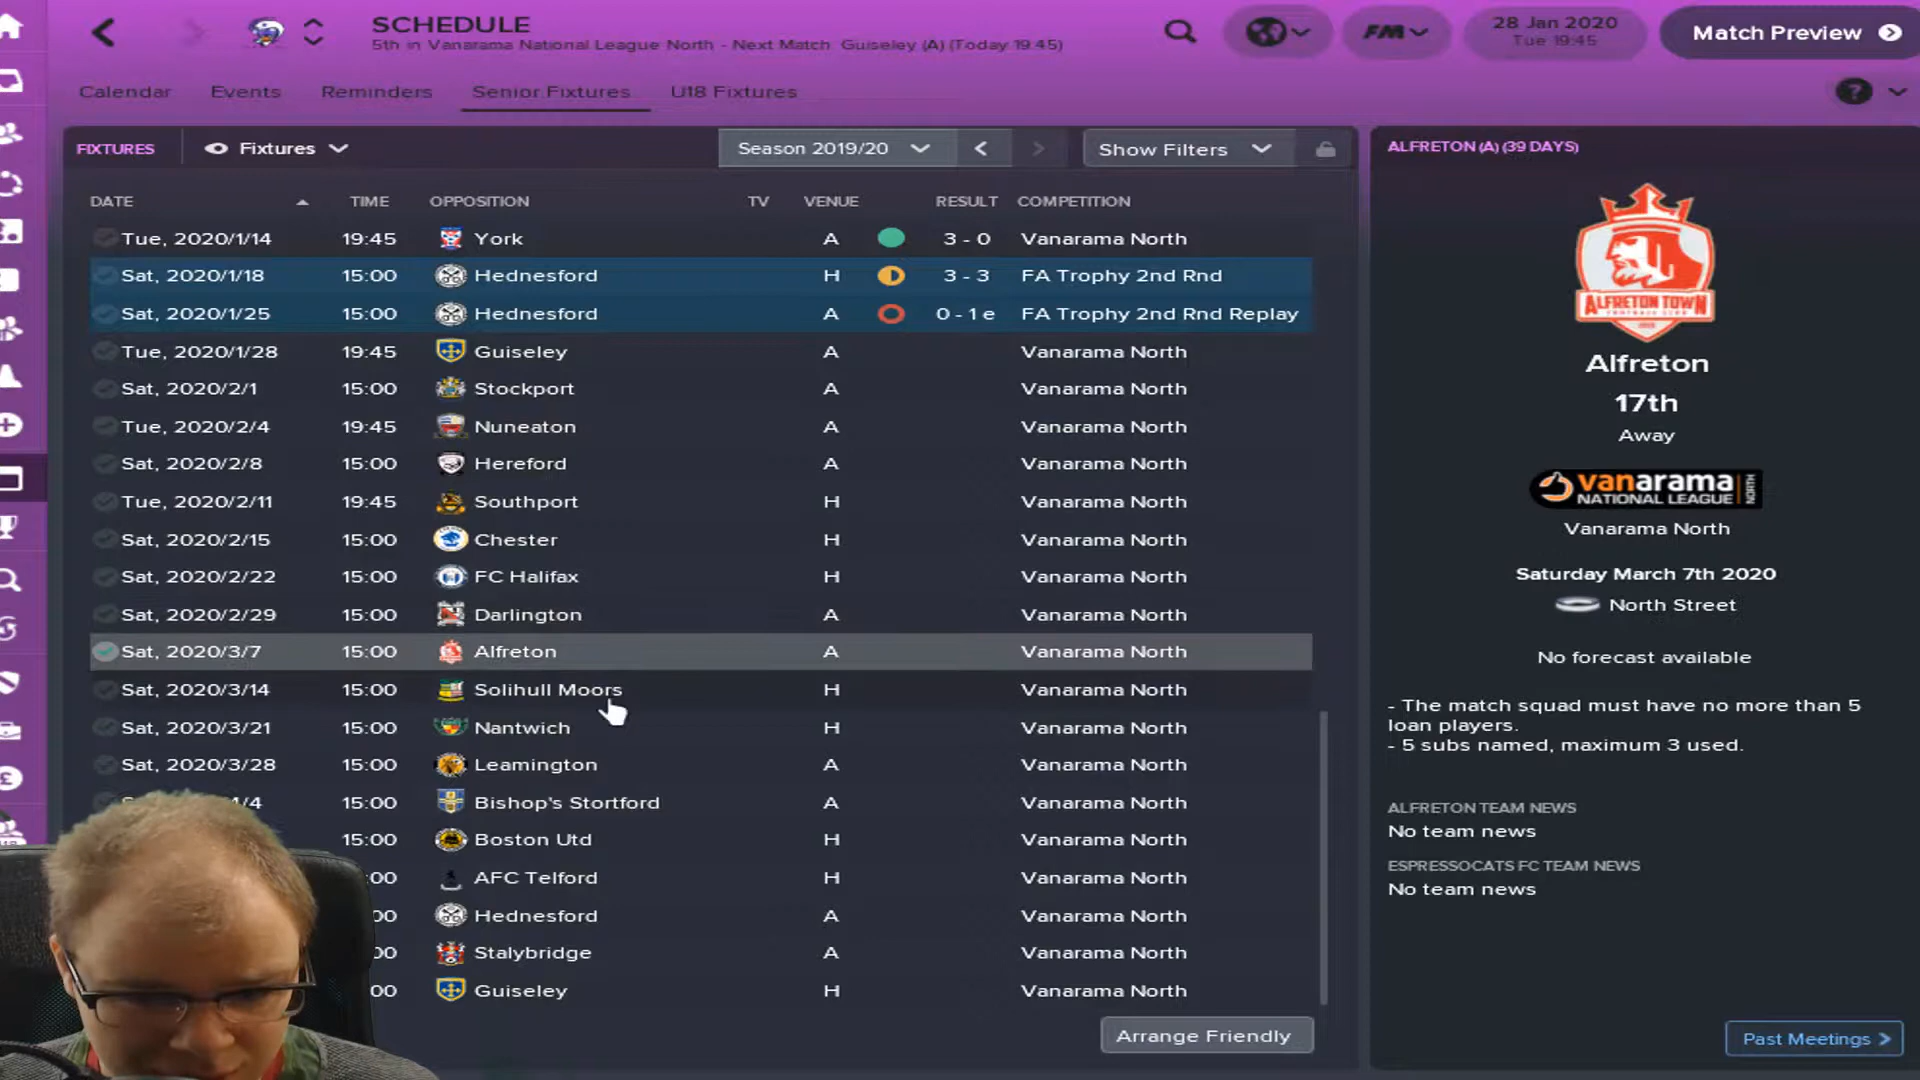 SCHEDULE
5th in Vanarama National League North - Next Match Guiseley (A) (Today 19:45)
FM
28 Jan 2020
Tue 19:45
Match Preview
Calendar Events Reminders Senior Fixtures U18 Fixtures
FIXTURES Fixtures Season 2019/20 Show Filters
DATE TIME OPPOSITION TV VENUE RESULT COMPETITION
Tue, 2020/1/14 19:45 York A 3 - 0 Vanarama North
Sat, 2020/1/18 15:00 Hednesford H 3 - 3 FA Trophy 2nd Rnd
Sat, 2020/1/25 15:00 Hednesford A 0 - 1 e FA Trophy 2nd Rnd Replay
Tue, 2020/1/28 19:45 Guiseley A Vanarama North
Sat, 2020/2/1 15:00 Stockport A Vanarama North
Tue, 2020/2/4 19:45 Nuneaton A Vanarama North
Sat, 2020/2/8 15:00 Hereford A Vanarama North
Tue, 2020/2/11 19:45 Southport H Vanarama North
Sat, 2020/2/15 15:00 Chester H Vanarama North
Sat, 2020/2/22 15:00 FC Halifax H Vanarama North
Sat, 2020/2/29 15:00 Darlington A Vanarama North
Sat, 2020/3/7 15:00 Alfreton A Vanarama North
Sat, 2020/3/14 15:00 Solihull Moors H Vanarama North
Sat, 2020/3/21 15:00 Nantwich H Vanarama North
Sat, 2020/3/28 15:00 Leamington A Vanarama North
/4 15:00 Bishop's Stortford A Vanarama North
15:00 Boston Utd H Vanarama North
:00 AFC Telford H Vanarama North
00 Hednesford A Vanarama North
00 Stalybridge A Vanarama North
00 Guiseley H Vanarama North
Arrange Friendly
ALFRETON (A) (39 DAYS)
ALFRETON TOWN
Alfreton
17th
Away
vanarama
NATIONAL LEAGUE NORTH
Vanarama North
Saturday March 7th 2020
North Street
No forecast available
- The match squad must have no more than 5
loan players.
- 5 subs named, maximum 3 used.
ALFRETON TEAM NEWS
No team news
ESPRESSOCATS FC TEAM NEWS
No team news
Past Meetings >